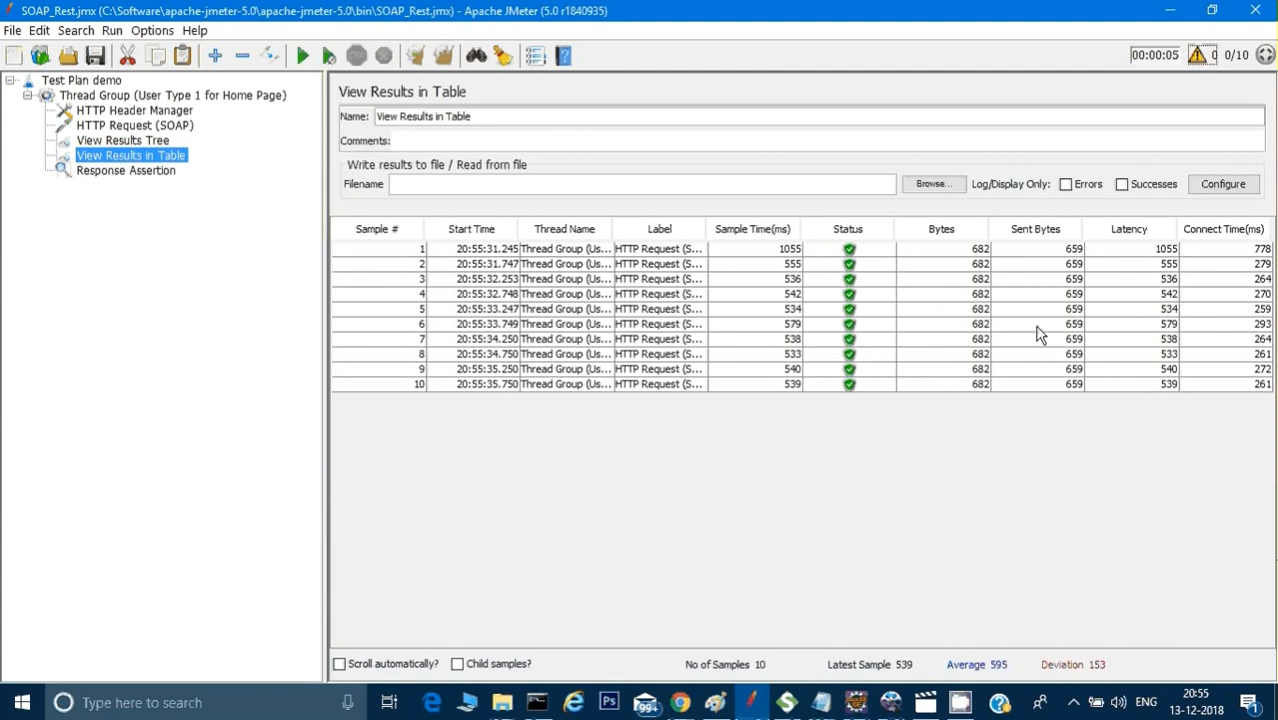 SOAP_Rest.jmx (C:\Software\apache-jmeter-5.0\apache-jmeter-5.0\bin\SOAP_Rest.jmx) - Apache JMeter (5.0 r1840935)
File Edit Search Run Options Help
00:00:05 0 0/10
Test Plan demo
Thread Group (User Type 1 for Home Page)
HTTP Header Manager
HTTP Request (SOAP)
View Results Tree
View Results in Table
Response Assertion
View Results in Table
Name: View Results in Table
Comments:
Write results to file / Read from file
Filename Browse... Log/Display Only: Errors Successes Configure
Sample # Start Time Thread Name Label Sample Time(ms) Status Bytes Sent Bytes Latency Connect Time(ms)
1 20:55:31.245 Thread Group (Us... HTTP Request (S... 1055 682 659 1055 778
2 20:55:31.747 Thread Group (Us... HTTP Request (S... 555 682 659 555 279
3 20:55:32.253 Thread Group (Us... HTTP Request (S... 536 682 659 536 264
4 20:55:32.748 Thread Group (Us... HTTP Request (S... 542 682 659 542 270
5 20:55:33.247 Thread Group (Us... HTTP Request (S... 534 682 659 534 259
6 20:55:33.749 Thread Group (Us... HTTP Request (S... 579 682 659 579 293
7 20:55:34.250 Thread Group (Us... HTTP Request (S... 538 682 659 538 264
8 20:55:34.750 Thread Group (Us... HTTP Request (S... 533 682 659 533 261
9 20:55:35.250 Thread Group (Us... HTTP Request (S... 540 682 659 540 272
10 20:55:35.750 Thread Group (Us... HTTP Request (S... 539 682 659 539 261
Scroll automatically? Child samples? No of Samples 10 Latest Sample 539 Average 595 Deviation 153
Type here to search Ps 99+ ENG 20:55
13-12-2018 1